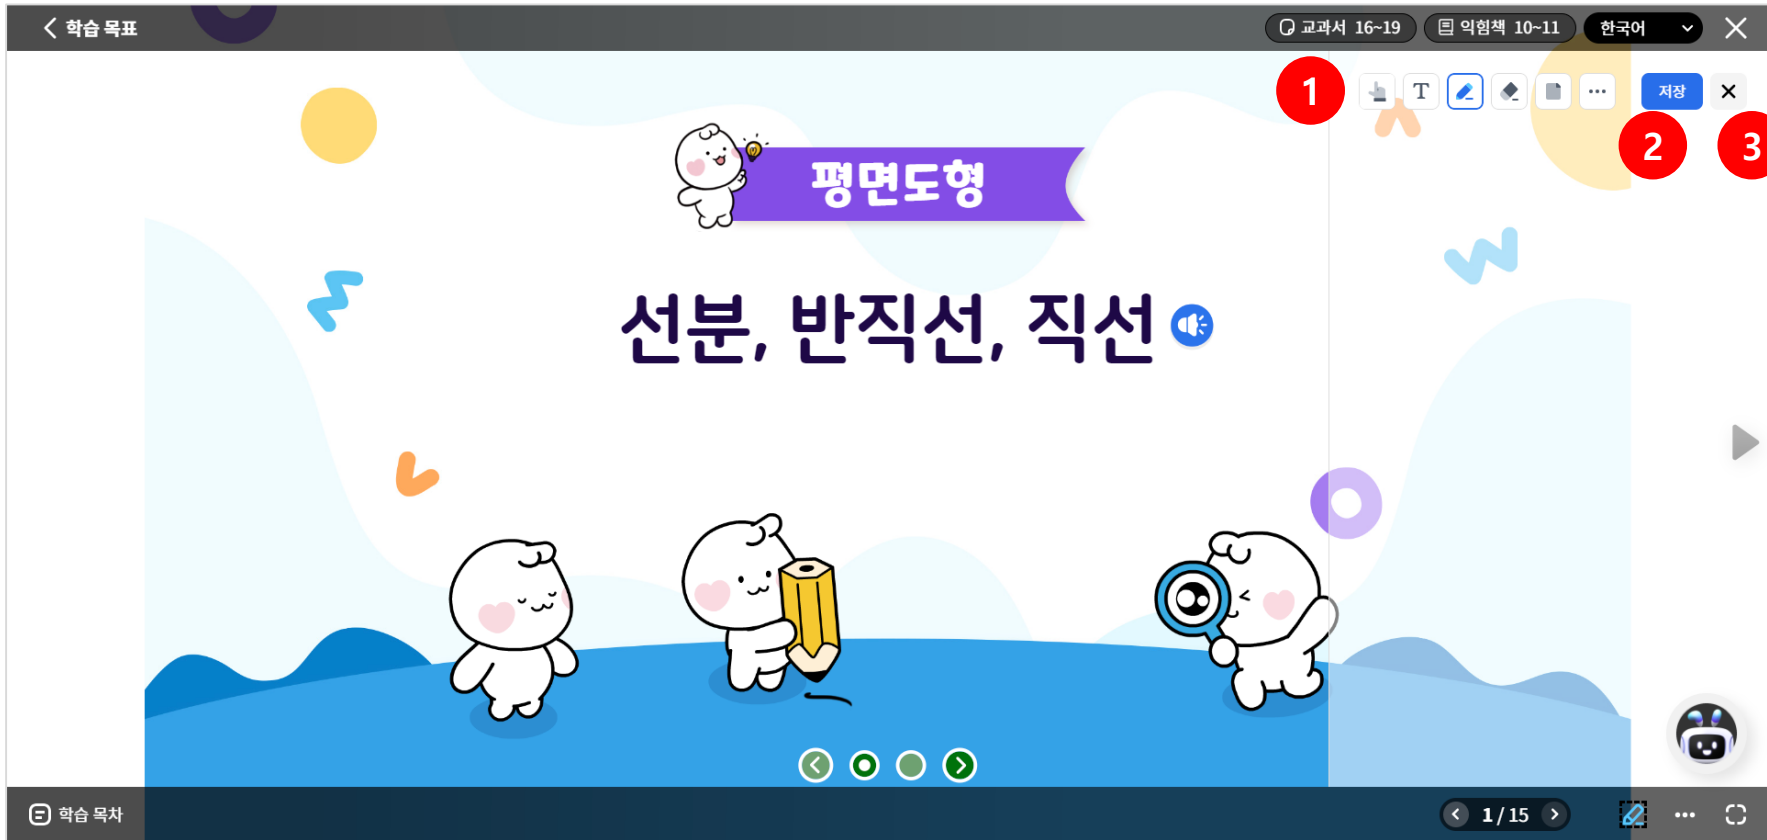 학습 목표
교과서 16~19
익힘책 10~11
한국어
1
T
저장
2
3
평면도형
선분, 반직선, 직선
학습 목차
1 / 15